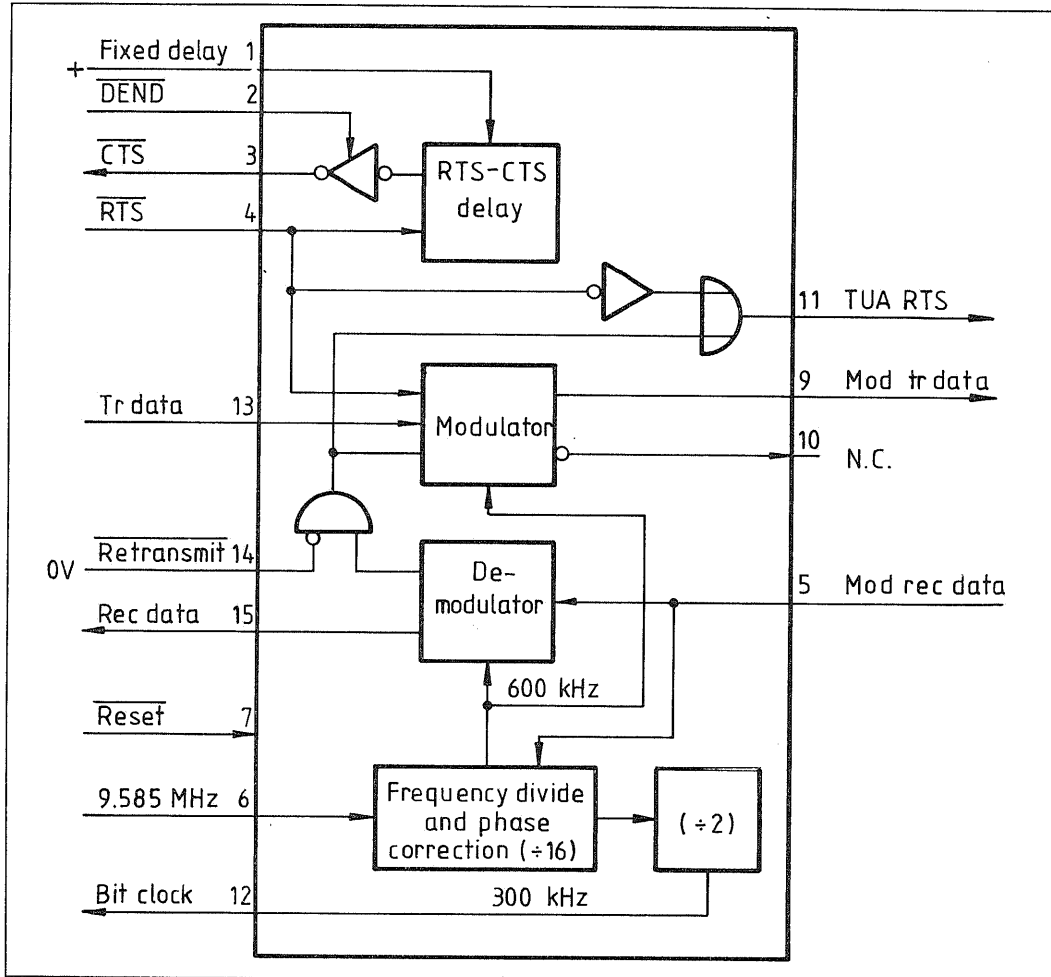 Fixed delay 1
+
DEND
2
CTS 3
RTS 4
RTS-CTS
delay
11 TUA RTS
9 Mod tr data
Tr data 13
Modulator
10
N.C.
Retransmit 14
0V
De-
modulator
5 Mod rec data
Rec data 15
600 kHz
Reset
7
9.585 MHz 6
Frequency divide
and phase
correction (÷16)
(÷2)
Bit clock 12
300 kHz